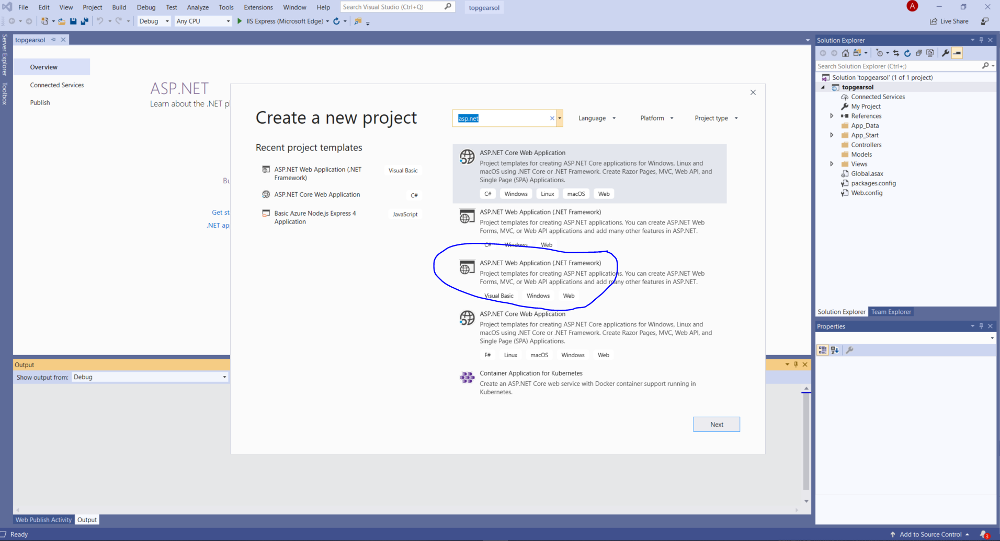 File Edit View Project Build Debug Test Analyze Tools Extensions Window Help Search Visual Studio (Ctrl+Q) topgearsol A
Debug Any CPU IIS Express (Microsoft Edge) Live Share
Server Explorer
Toolbox
topgearsol
Overview
Connected Services
Publish
ASP.NET
Learn about the .NET pl
Bu
Get sta
.NET app
Create a new project
asp.net
Language Platform Project type
Recent project templates
ASP.NET Web Application (.NET Framework) Visual Basic
ASP.NET Core Web Application C#
Basic Azure Node.js Express 4 Application JavaScript
ASP.NET Core Web Application
Project templates for creating ASP.NET Core applications for Windows, Linux and
macOS using .NET Core or .NET Framework. Create Razor Pages, MVC, Web API, and
Single Page (SPA) Applications.
C# Windows Linux macOS Web
ASP.NET Web Application (.NET Framework)
Project templates for creating ASP.NET applications. You can create ASP.NET Web
Forms, MVC, or Web API applications and add many other features in ASP.NET.
C# Windows Web
ASP.NET Web Application (.NET Framework)
Project templates for creating ASP.NET applications. You can create ASP.NET Web
Forms, MVC, or Web API applications and add many other features in ASP.NET.
Visual Basic Windows Web
ASP.NET Core Web Application
Project templates for creating ASP.NET Core applications for Windows, Linux and
macOS using .NET Core or .NET Framework. Create Razor Pages, MVC, Web API, and
Single Page (SPA) Applications.
F# Linux macOS Windows Web
Container Application for Kubernetes
Create an ASP.NET Core web service with Docker container support running in
Kubernetes.
Next
Output
Show output from: Debug
Web Publish Activity Output
Solution Explorer
Search Solution Explorer (Ctrl+;)
Solution 'topgearsol' (1 of 1 project)
topgearsol
Connected Services
My Project
References
App_Data
App_Start
Controllers
Models
Views
Global.asax
packages.config
Web.config
Solution Explorer Team Explorer
Properties
Ready Add to Source Control 3